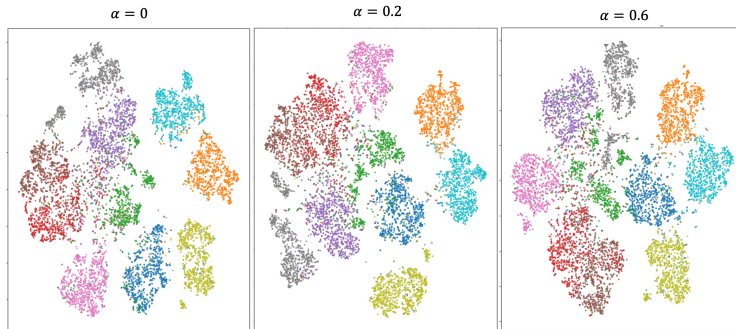 α = 0
α = 0.2
α = 0.6